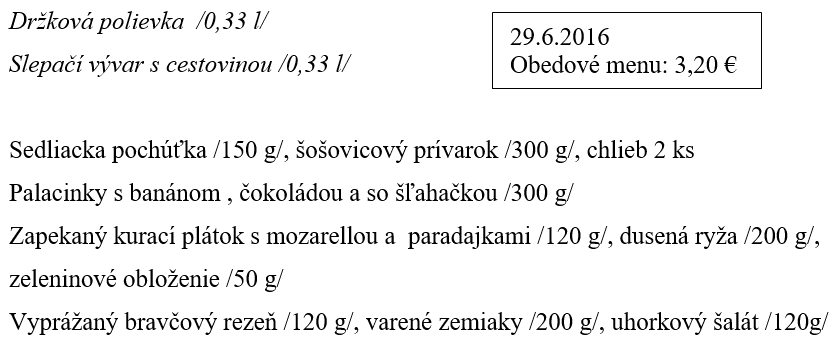 Držková polievka /0,33 l/
Slepačí vývar s cestovinou /0,33 l/
29.6.2016
Obedové menu: 3,20 €
Sedliacka pochúťka /150 g/, šošovicový prívarok /300 g/, chlieb 2 ks
Palacinky s banánom , čokoládou a so šľahačkou /300 g/
Zapekaný kurací plátok s mozarellou a paradajkami /120 g/, dusená ryža /200 g/,
zeleninové obloženie /50 g/
Vyprážaný bravčový rezeň /120 g/, varené zemiaky /200 g/, uhorkový šalát /120g/